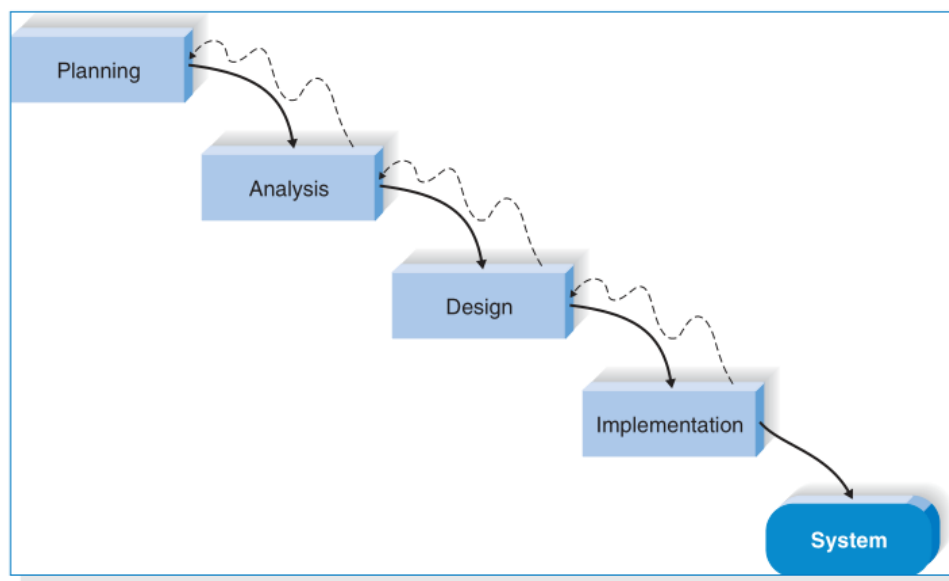 Planning
Analysis
Design
Implementation
System